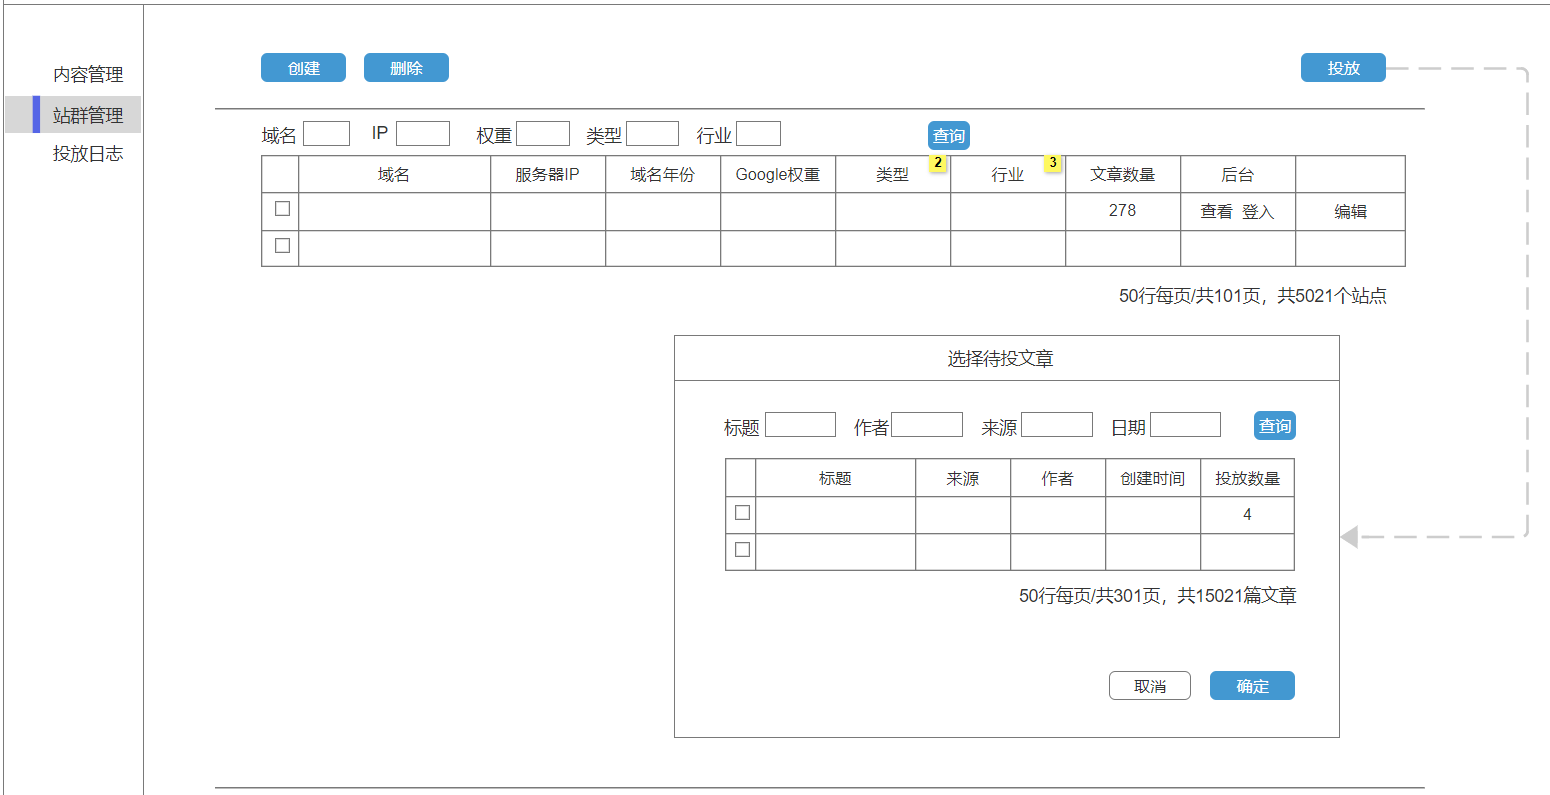 内容管理
站群管理
投放日志
创建 删除 投放
域名 IP 权重 类型 行业 查询
域名 服务器IP 域名年份 Google权重 类型 2 行业 3 文章数量 后台
278 查看 登入 编辑
50行每页/共101页，共5021个站点
选择待投文章
标题 作者 来源 日期 查询
标题 来源 作者 创建时间 投放数量
4
50行每页/共301页，共15021篇文章
取消 确定